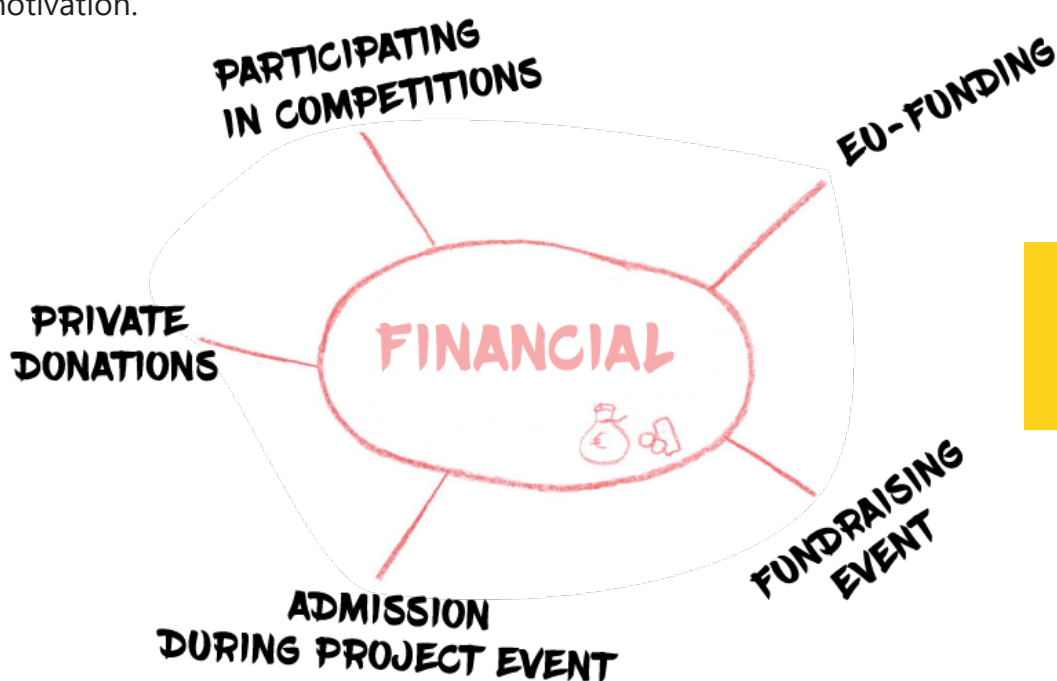 motivation.
PARTICIPATING
IN COMPETITIONS
EU-FUNDING
PRIVATE
DONATIONS
FINANCIAL
€
FUNDRAISING
EVENT
ADMISSION
DURING PROJECT EVENT